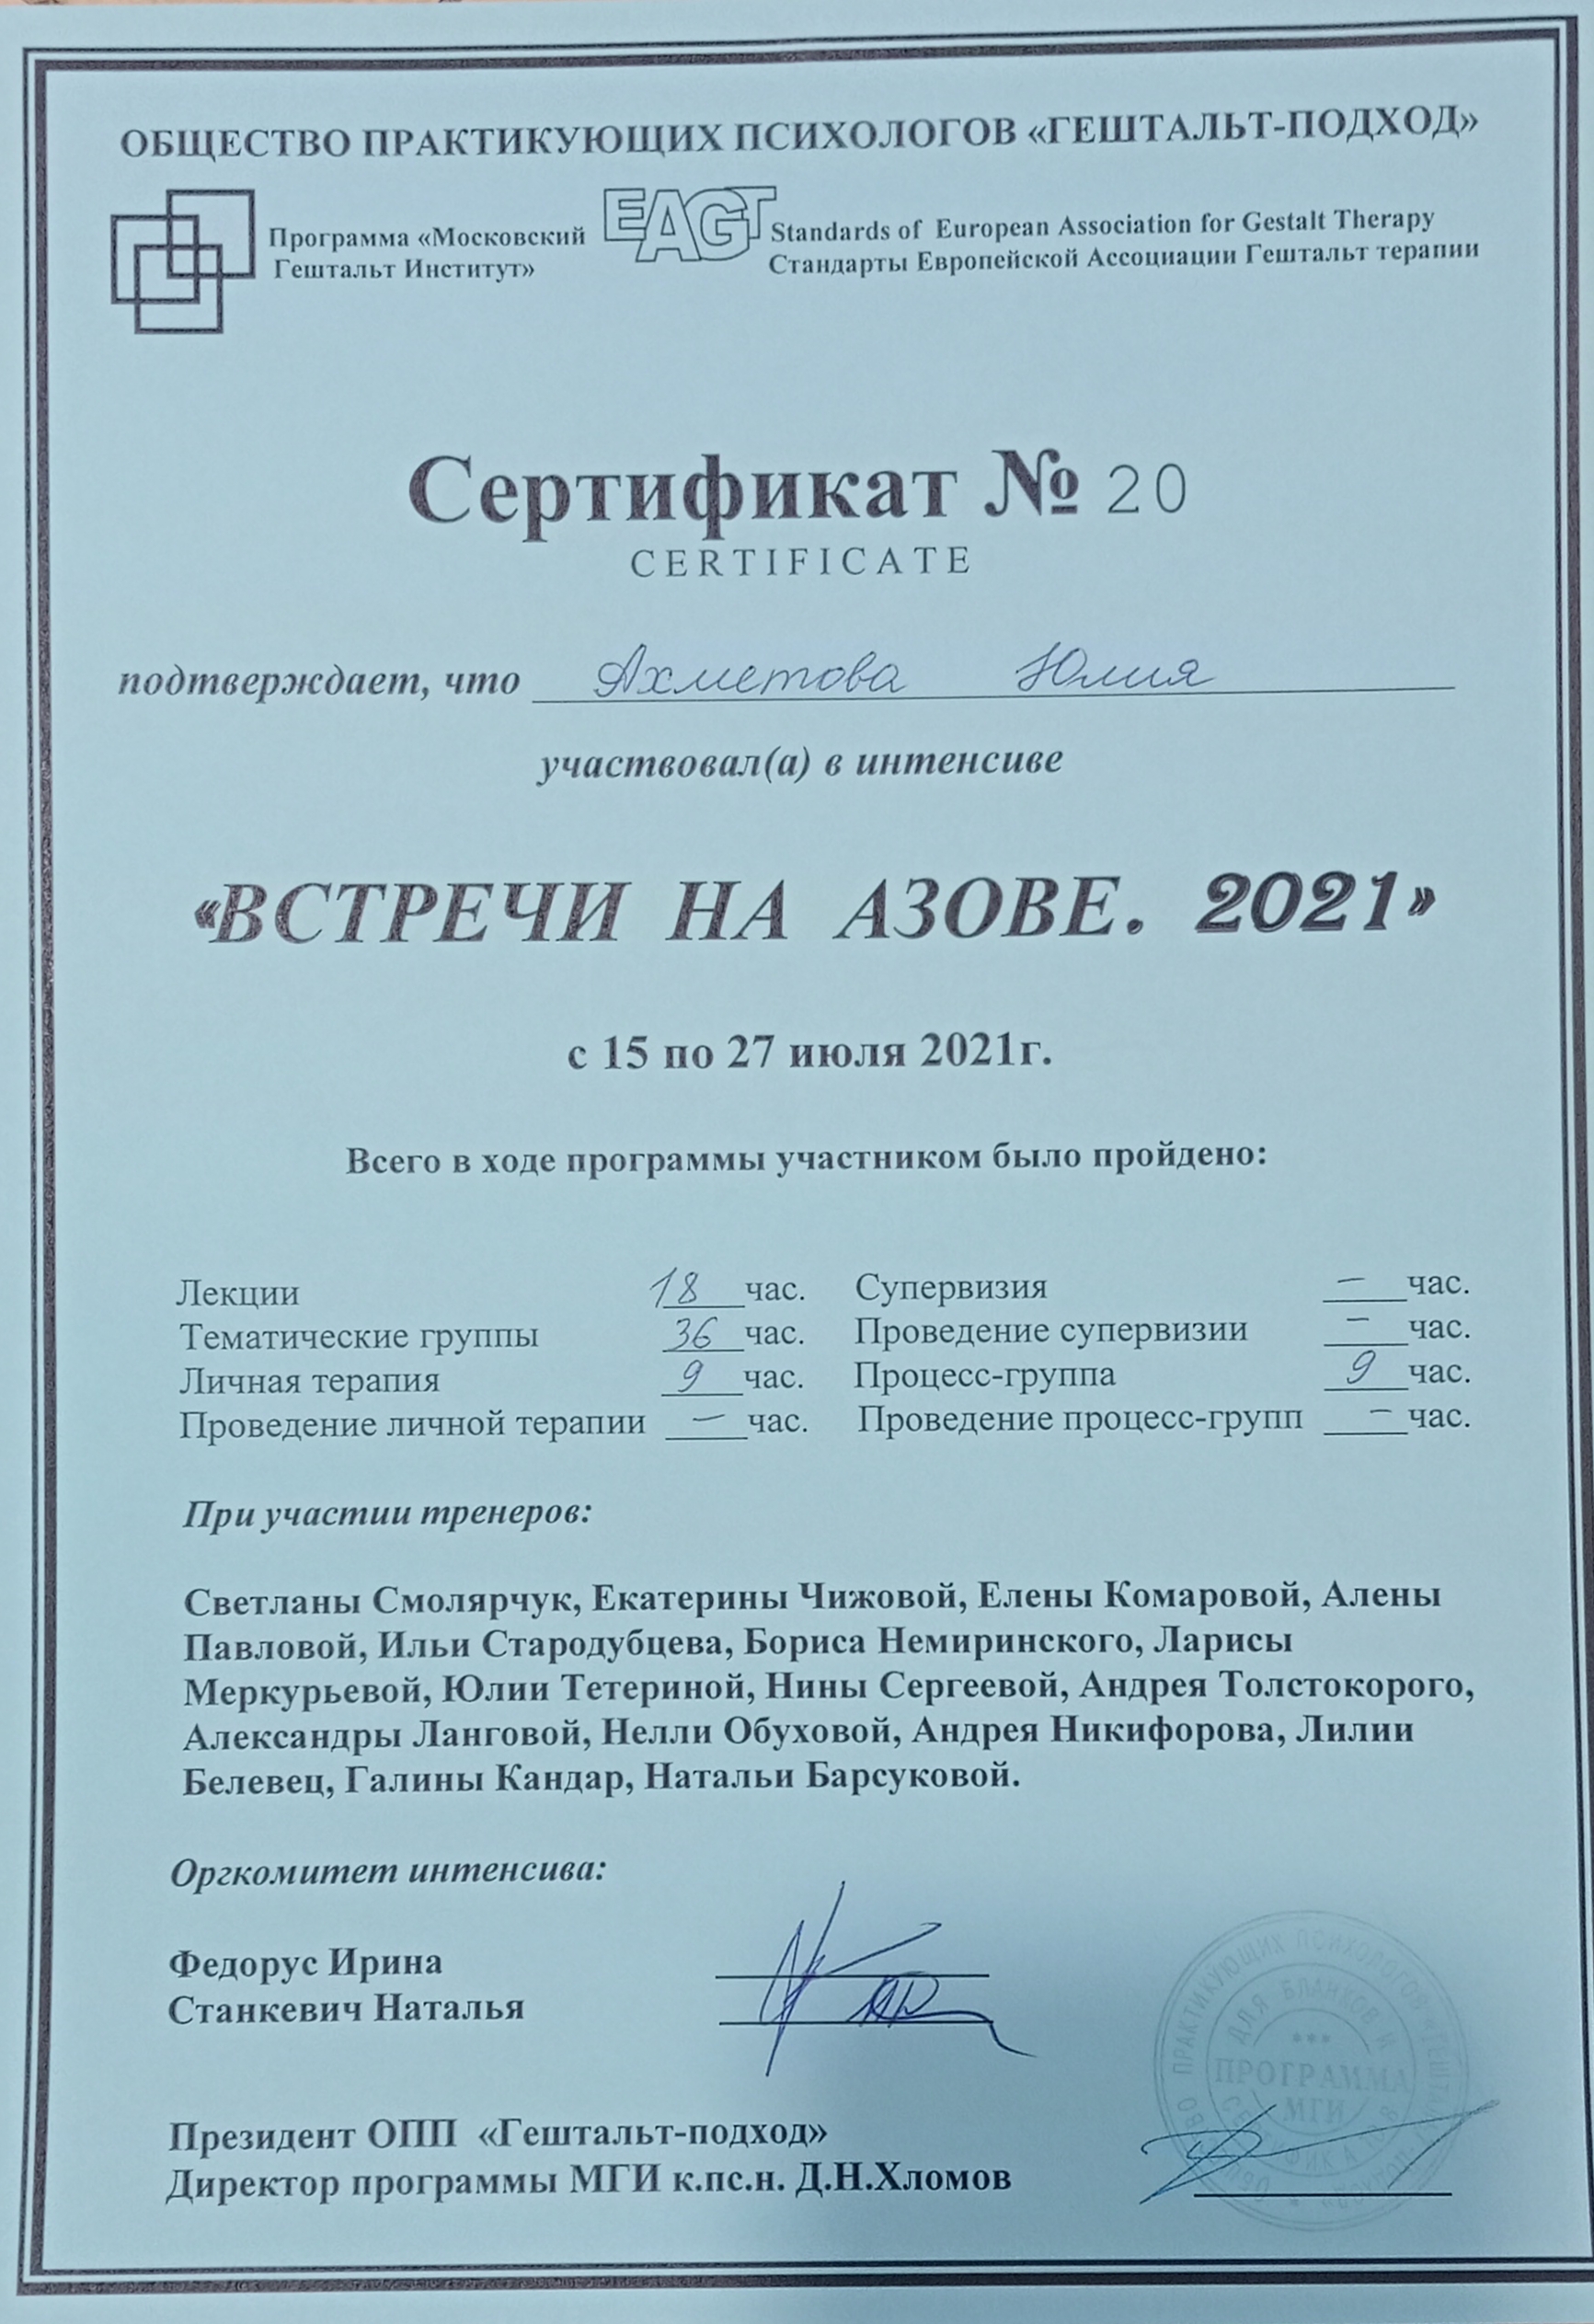 ОБЩЕСТВО ПРАКТИКУЮЩИХ ПСИХОЛОГОВ «ГЕШТАЛЬТ-ПОДХОД»
Программа «Московский
Гештальт Институт»
EAGT
Standards of European Association for Gestalt Therapy
Стандарты Европейской Ассоциации Гештальт терапии
Сертификат № 20
CERTIFICATE
подтверждает, что Ахметова Юлия
участвовал(а) в интенсиве
«ВСТРЕЧИ НА АЗОВЕ. 2021»
с 15 по 27 июля 2021г.
Всего в ходе программы участником было пройдено:
Лекции 18 час. Супервизия — час.
Тематические группы 36 час. Проведение супервизии — час.
Личная терапия 9 час. Процесс-группа 9 час.
Проведение личной терапии — час. Проведение процесс-групп — час.
При участии тренеров:
Светланы Смолярчук, Екатерины Чижовой, Елены Комаровой, Алены
Павловой, Ильи Стародубцева, Бориса Немиринского, Ларисы
Меркурьевой, Юлии Тетериной, Нины Сергеевой, Андрея Толстокорого,
Александры Ланговой, Нелли Обуховой, Андрея Никифорова, Лилии
Белевец, Галины Кандар, Натальи Барсуковой.
Оргкомитет интенсива:
Федорус Ирина
Станкевич Наталья
Президент ОПП «Гештальт-подход»
Директор программы МГИ к.пс.н. Д.Н.Хломов
ПРАКТИКУЮЩИХ ПСИХОЛОГОВ
ДЛЯ БЛАНКОВ И
***
ПРОГРАММА
МГИ